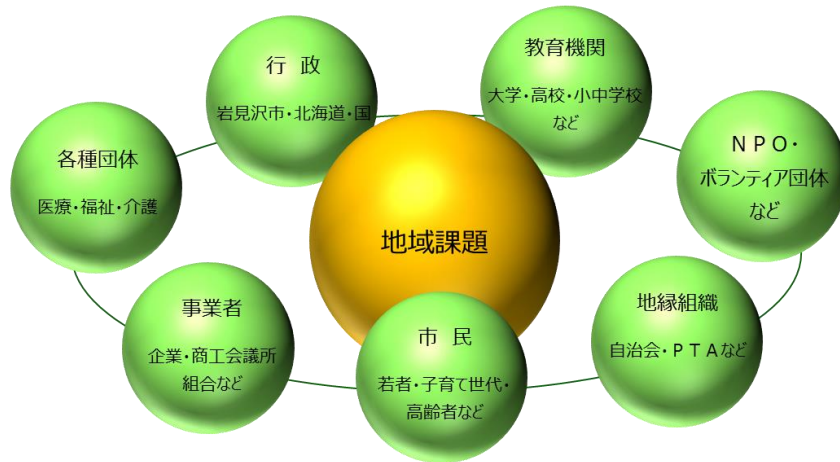 行 政
岩見沢市・北海道・国
教育機関
大学・高校・小中学校
など
各種団体
医療・福祉・介護
ＮＰＯ・
ボランティア団体
など
地域課題
事業者
企業・商工会議所
組合など
市 民
若者・子育て世代・
高齢者など
地縁組織
自治会・ＰＴＡなど